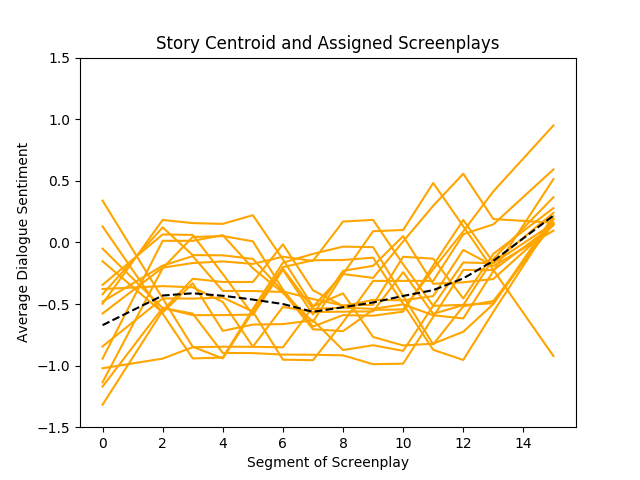 Story Centroid and Assigned Screenplays
1.5
1.0
0.5
0.0
−0.5
−1.0
−1.5
Average Dialogue Sentiment
0 2 4 6 8 10 12 14
Segment of Screenplay